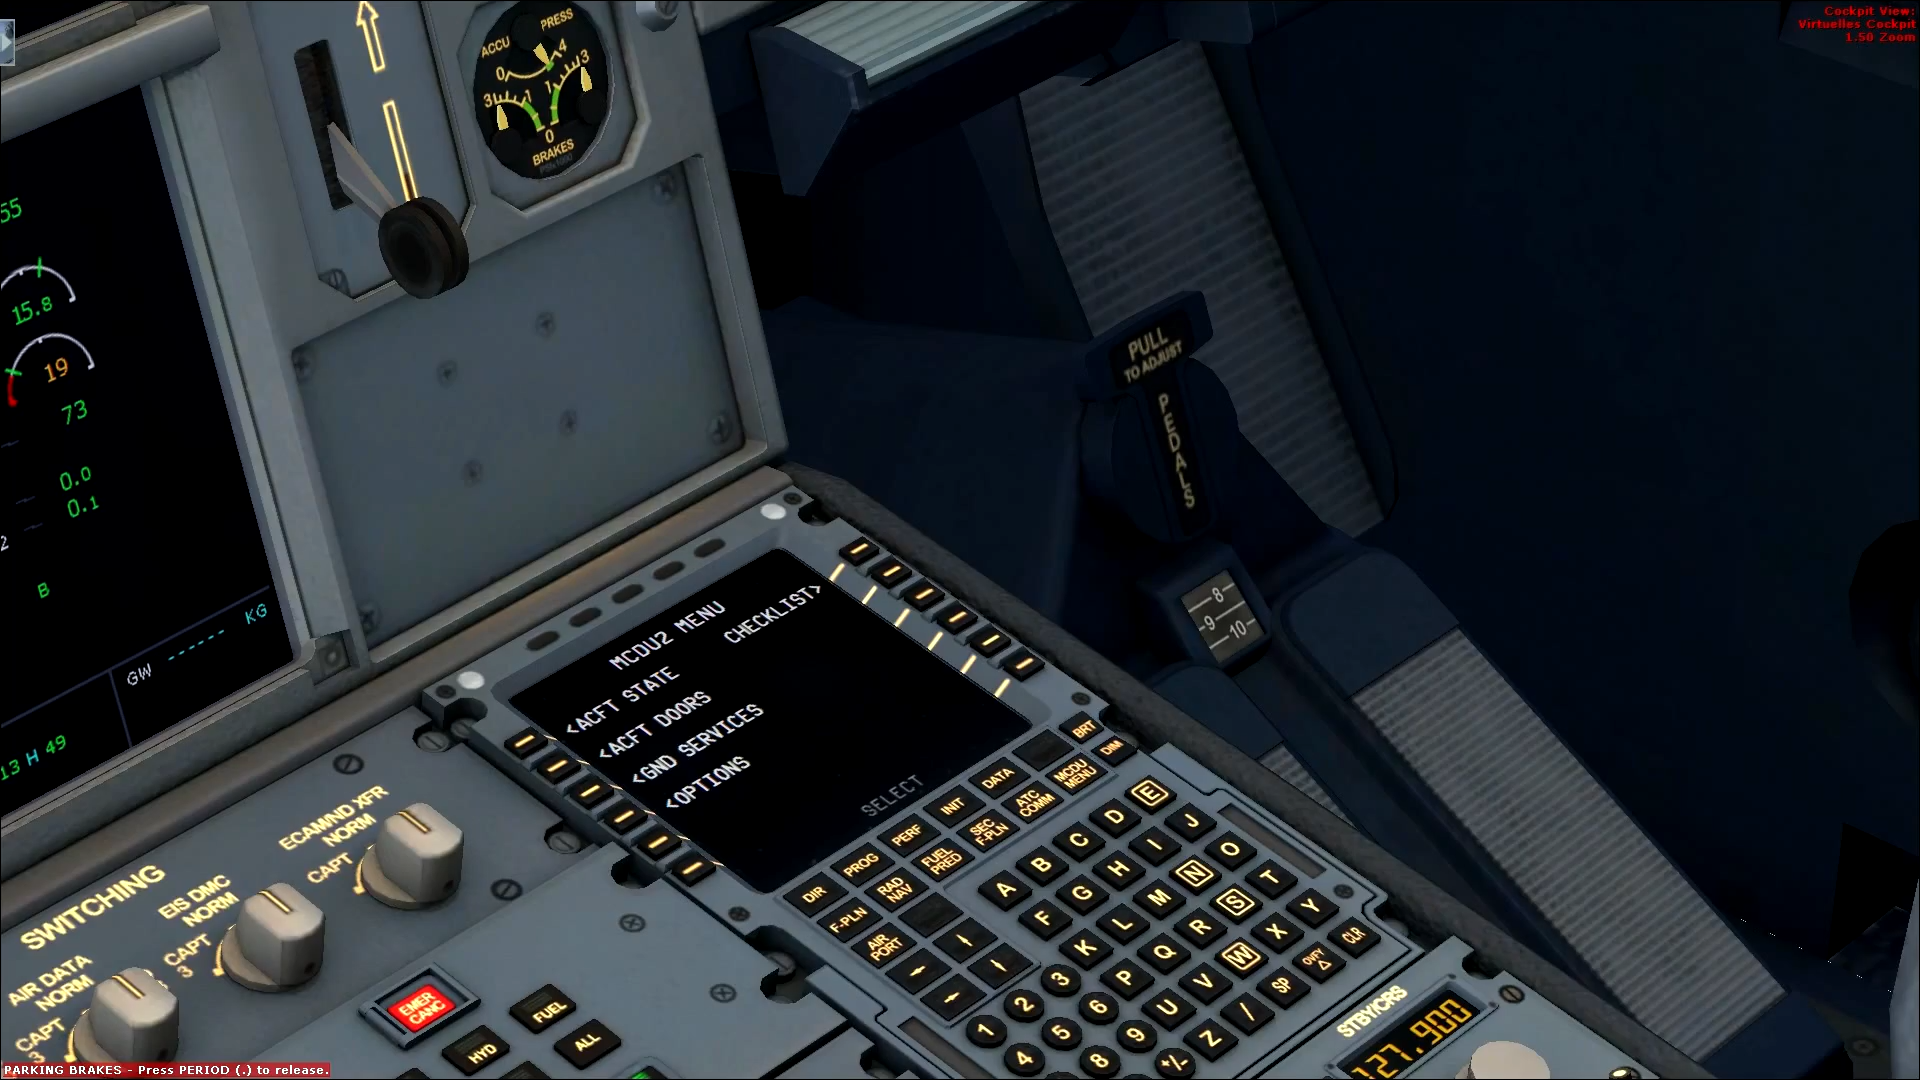 Cockpit View:
Virtuelles Cockpit
1.50 Zoom
ACCU PRESS
0 4
3 1 1 3
0
BRAKES
55
15.8
19
73
0.0
0.1
2
B
GW ------ KG
13 H 49
PULL
TO ADJUST
PEDALS
8
9
10
MCDU2 MENU
CHECKLIST>
<ACFT STATE
<ACFT DOORS
<GND SERVICES
<OPTIONS
SELECT
BRT
DIM
DIR PROG PERF INIT DATA
F-PLN RAD NAV FUEL PRED SEC F-PLN ATC COMM MCDU MENU
AIR PORT
A B C D E
F G H I J
K L M N O
P Q R S T
U V W X Y
Z / SP OVFY Δ CLR
1 2 3
4 5 6
8 9
+/-
SWITCHING
AIR DATA
NORM
CAPT
3
EIS DMC
NORM
CAPT
3
ECAM/ND XFR
NORM
CAPT
EMER
CANC
FUEL
HYD
ALL
STBY/CRS
127.900
PARKING BRAKES - Press PERIOD (.) to release.